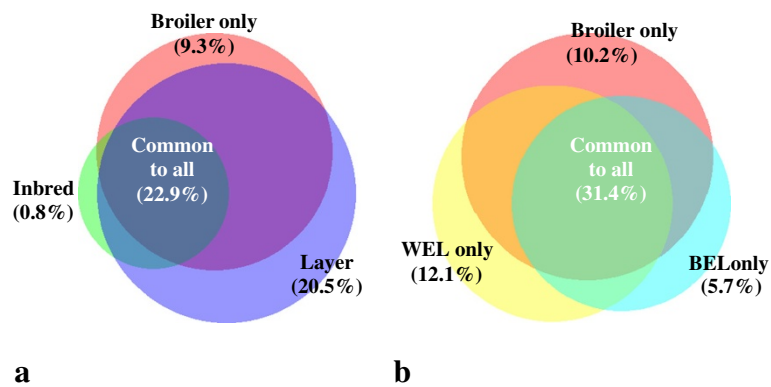 Broiler only
(9.3%)
Common
to all
(22.9%)
Inbred
(0.8%)
Layer
(20.5%)
a
Broiler only
(10.2%)
Common
to all
(31.4%)
WEL only
(12.1%)
BELonly
(5.7%)
b